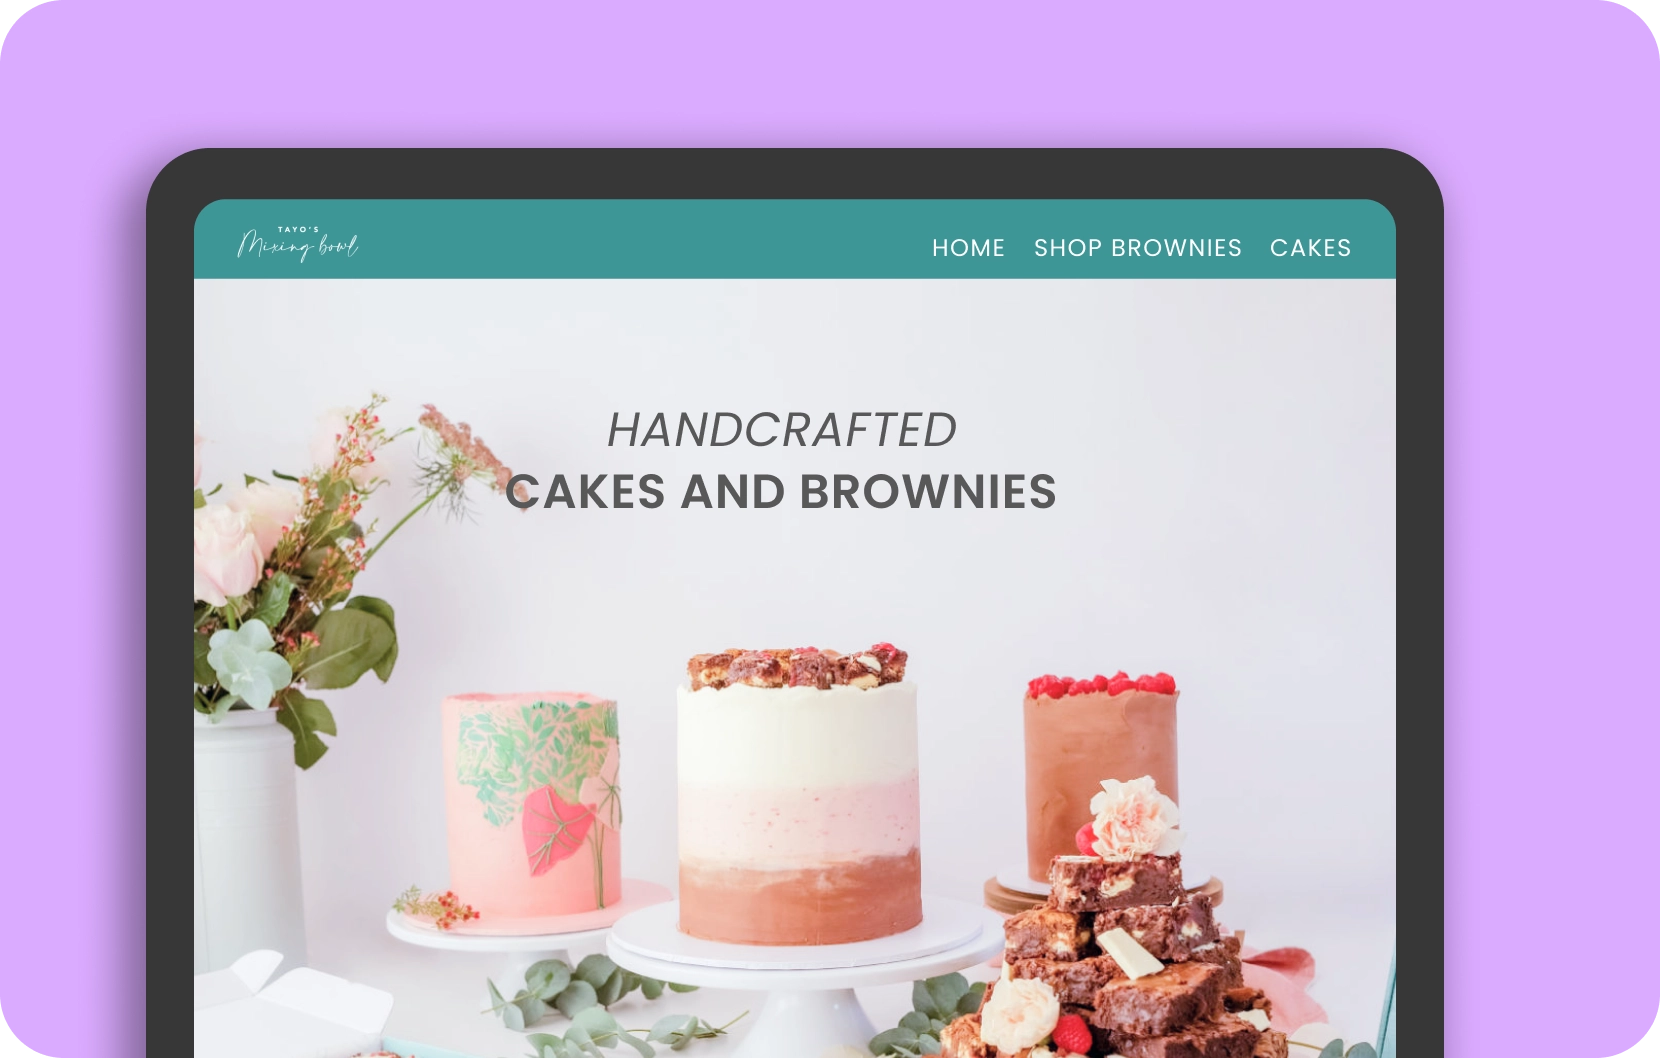 TAYO'S
Mixing bowl
HOME SHOP BROWNIES CAKES
HANDCRAFTED
CAKES AND BROWNIES